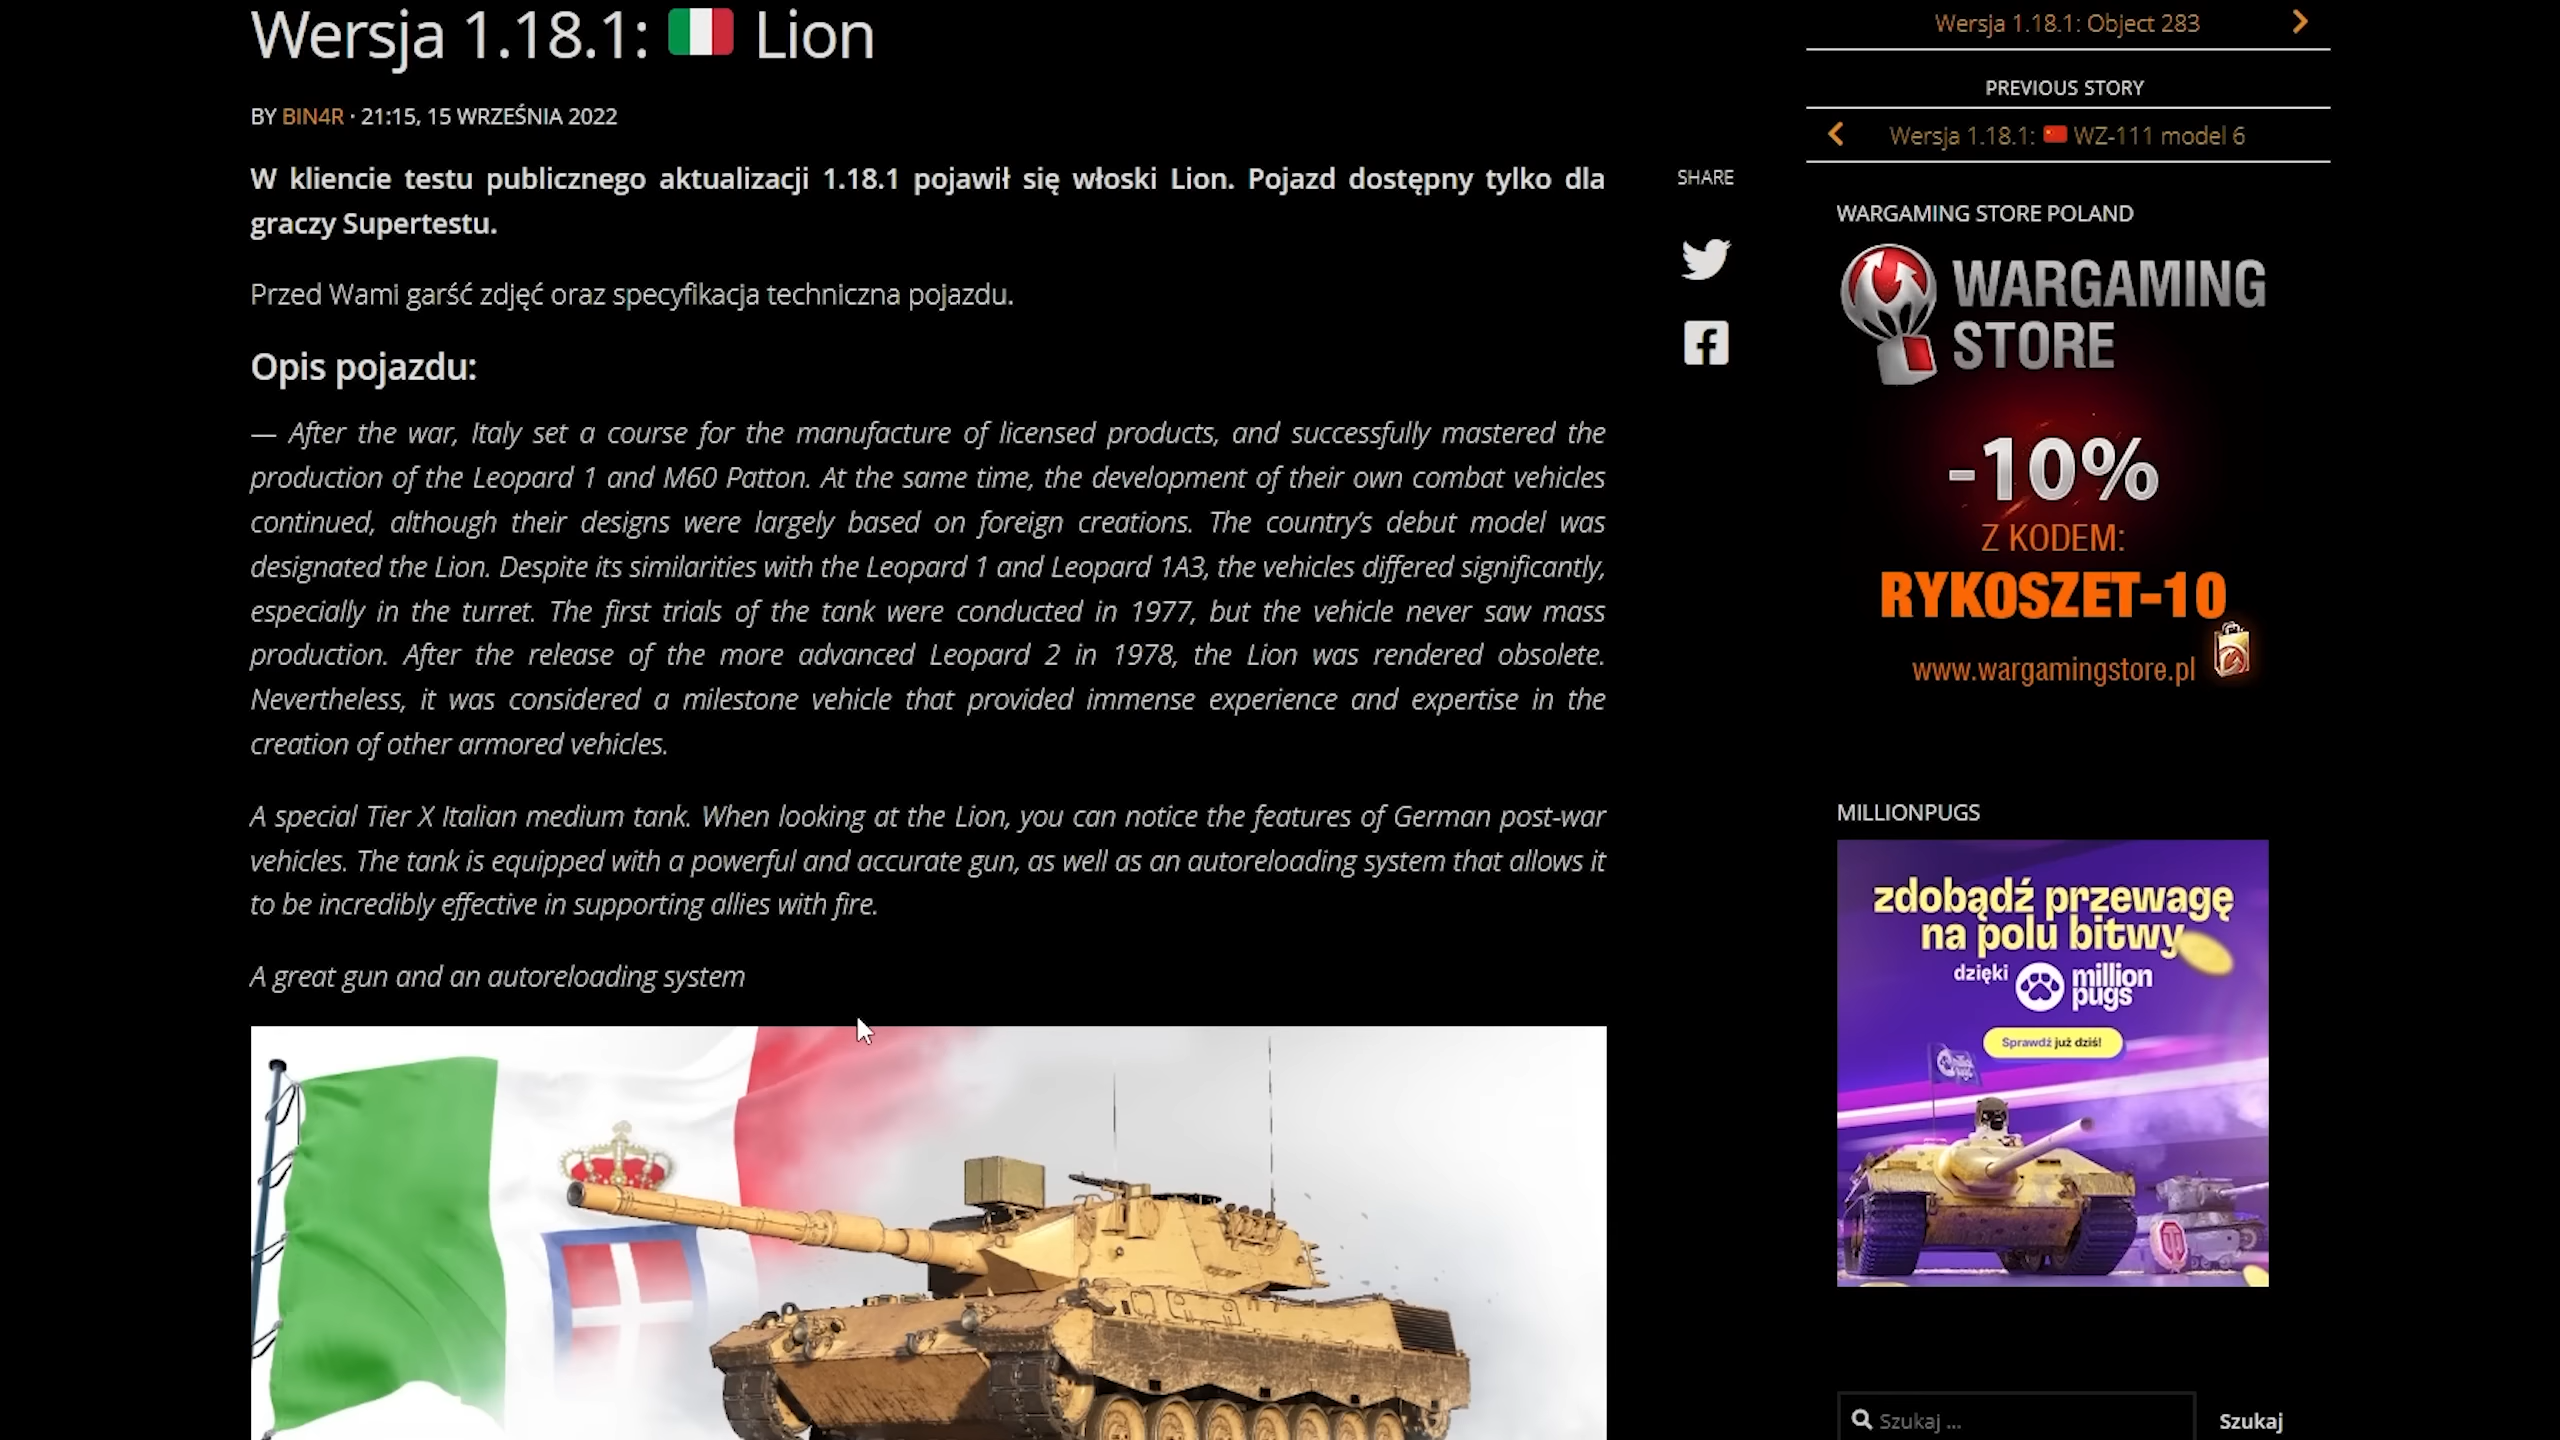 Wersja 1.18.1: Lion
BY BIN4R · 21:15, 15 WRZEŚNIA 2022
W kliencie testu publicznego aktualizacji 1.18.1 pojawił się włoski Lion. Pojazd dostępny tylko dla
graczy Supertestu.
Przed Wami garść zdjęć oraz specyfikacja techniczna pojazdu.
Opis pojazdu:
— After the war, Italy set a course for the manufacture of licensed products, and successfully mastered the
production of the Leopard 1 and M60 Patton. At the same time, the development of their own combat vehicles
continued, although their designs were largely based on foreign creations. The country’s debut model was
designated the Lion. Despite its similarities with the Leopard 1 and Leopard 1A3, the vehicles differed significantly,
especially in the turret. The first trials of the tank were conducted in 1977, but the vehicle never saw mass
production. After the release of the more advanced Leopard 2 in 1978, the Lion was rendered obsolete.
Nevertheless, it was considered a milestone vehicle that provided immense experience and expertise in the
creation of other armored vehicles.
A special Tier X Italian medium tank. When looking at the Lion, you can notice the features of German post-war
vehicles. The tank is equipped with a powerful and accurate gun, as well as an autoreloading system that allows it
to be incredibly effective in supporting allies with fire.
A great gun and an autoreloading system
SHARE
Wersja 1.18.1: Object 283
PREVIOUS STORY
Wersja 1.18.1: WZ-111 model 6
WARGAMING STORE POLAND
WARGAMING
STORE
-10%
Z KODEM:
RYKOSZET-10
www.wargamingstore.pl
MILLIONPUGS
zdobądź przewagę
na polu bitwy
dzięki million
pugs
Sprawdź już dziś!
Szukaj ...
Szukaj